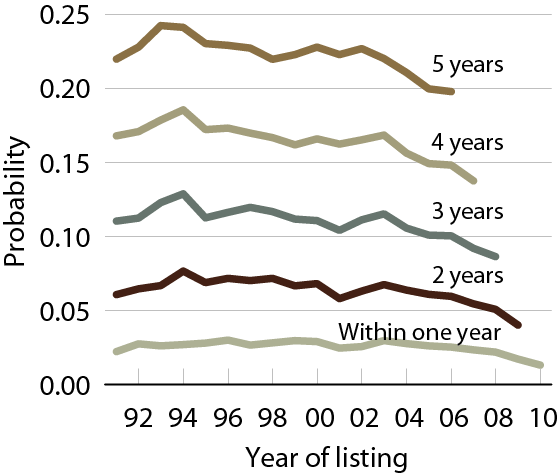 0.25
5 years
0.20
4 years
0.15
3 years
0.10
2 years
0.05
Within one year
0.00
92 94 96 98 00 02 04 06 08 10
Year of listing
Probability